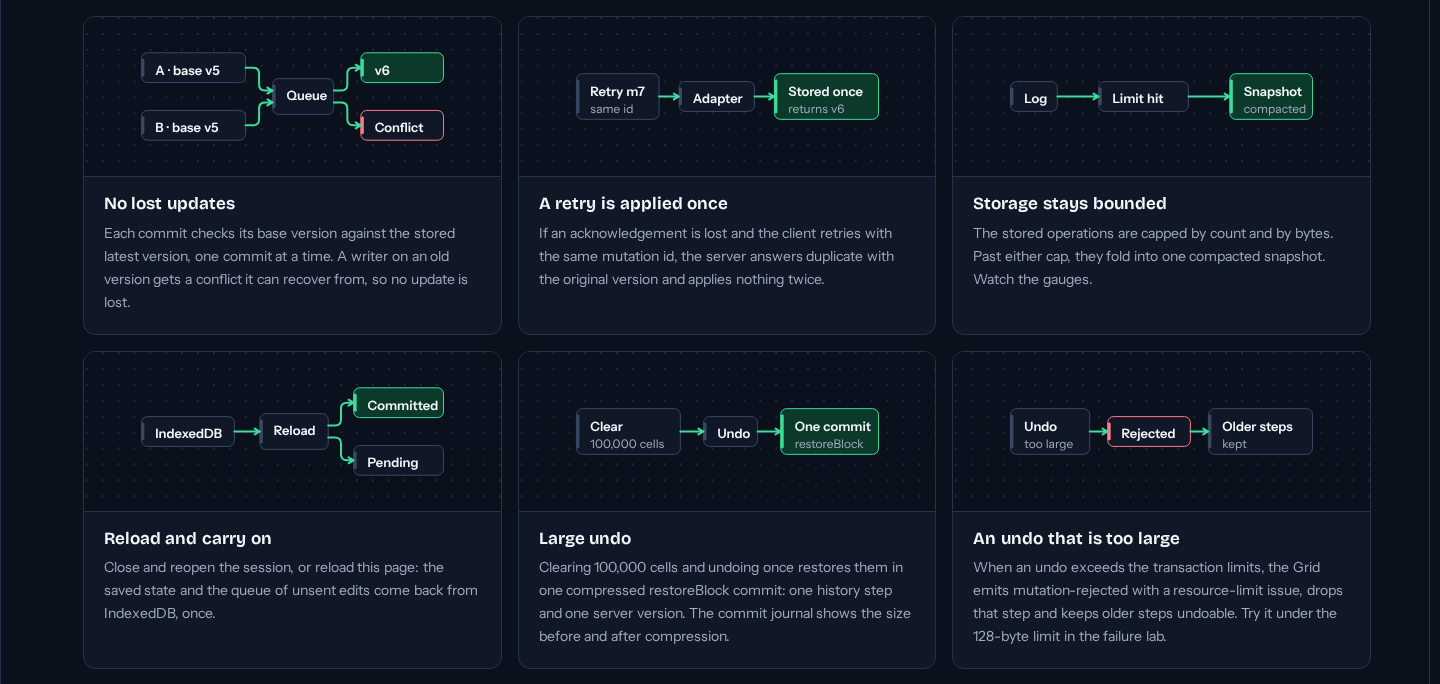 A · base v5
B · base v5
Queue
v6
Conflict
No lost updates
Each commit checks its base version against the stored
latest version, one commit at a time. A writer on an old
version gets a conflict it can recover from, so no update is
lost.
Retry m7
same id
Adapter
Stored once
returns v6
A retry is applied once
If an acknowledgement is lost and the client retries with
the same mutation id, the server answers duplicate with
the original version and applies nothing twice.
Log
Limit hit
Snapshot
compacted
Storage stays bounded
The stored operations are capped by count and by bytes.
Past either cap, they fold into one compacted snapshot.
Watch the gauges.
IndexedDB
Reload
Committed
Pending
Reload and carry on
Close and reopen the session, or reload this page: the
saved state and the queue of unsent edits come back from
IndexedDB, once.
Clear
100,000 cells
Undo
One commit
restoreBlock
Large undo
Clearing 100,000 cells and undoing once restores them in
one compressed restoreBlock commit: one history step
and one server version. The commit journal shows the size
before and after compression.
Undo
too large
Rejected
Older steps
kept
An undo that is too large
When an undo exceeds the transaction limits, the Grid
emits mutation-rejected with a resource-limit issue, drops
that step and keeps older steps undoable. Try it under the
128-byte limit in the failure lab.